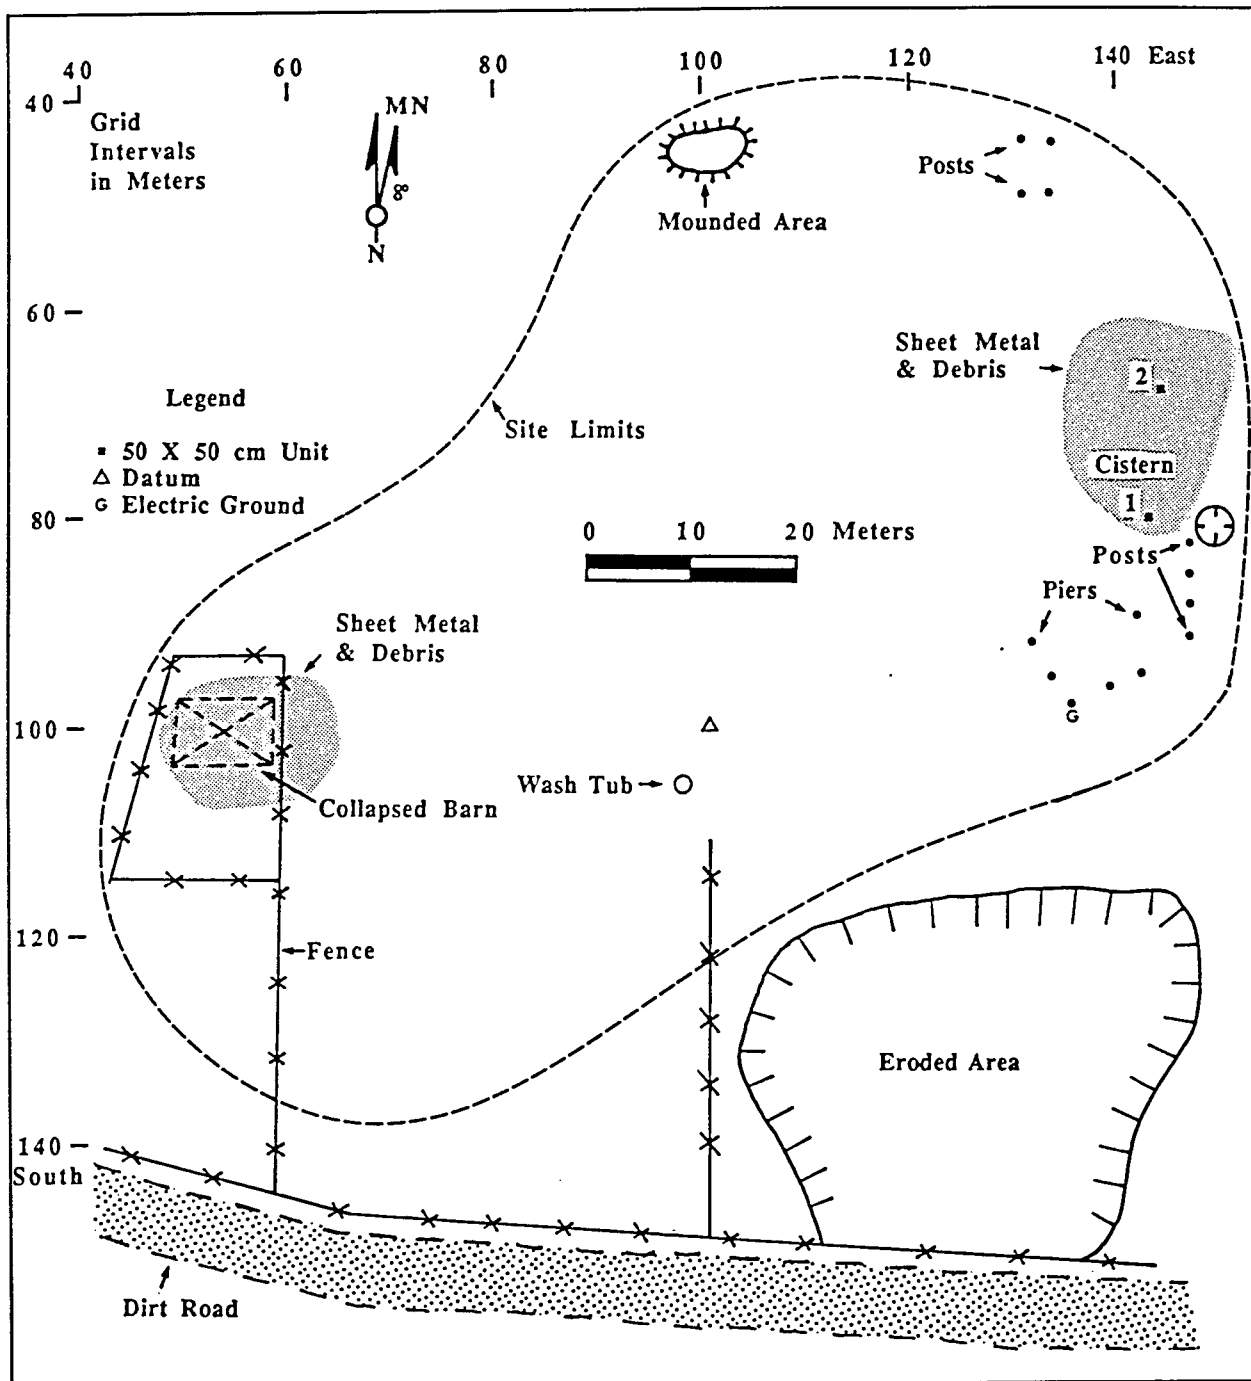 40 60 80 100 120 140 East
40
MN
Grid
Intervals
in Meters
8°
N
Posts
Mounded Area
60
Sheet Metal
& Debris
2
Legend
50 X 50 cm Unit
Datum
G Electric Ground
Site Limits
Cistern
1
80
0 10 20 Meters
Posts
Piers
Sheet Metal
& Debris
100
G
Wash Tub
Collapsed Barn
120
Fence
Eroded Area
140
South
Dirt Road